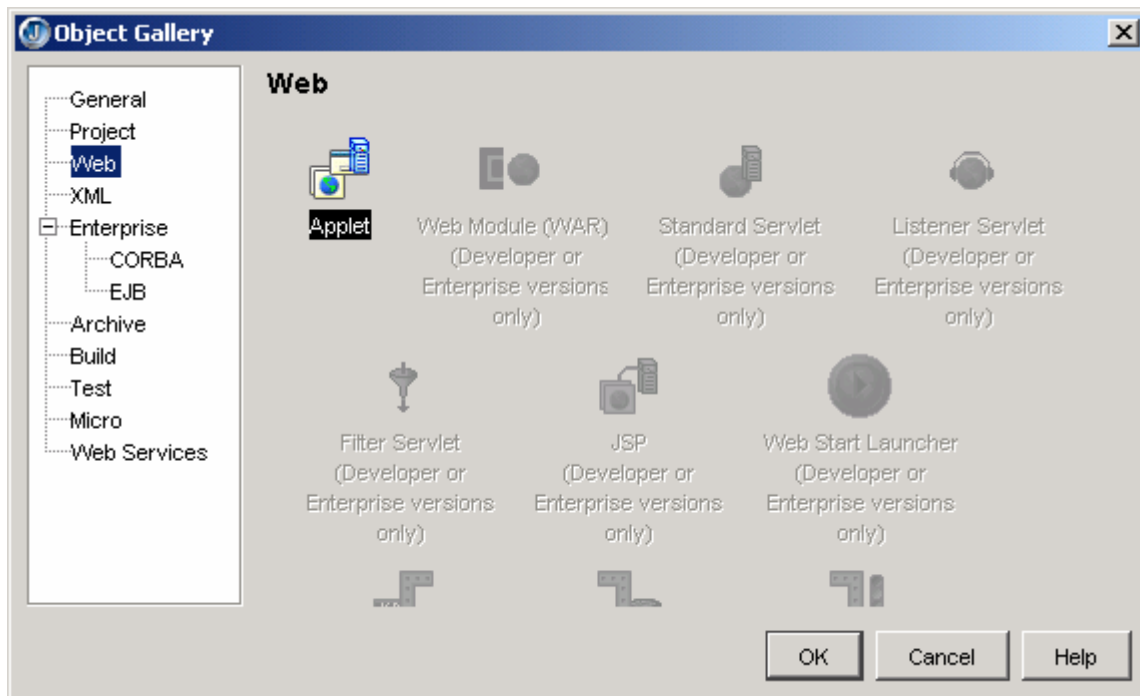 Object Gallery
General
Project
Web
XML
Enterprise
CORBA
EJB
Archive
Build
Test
Micro
Web Services
Web
Applet
Web Module (WAR)
(Developer or
Enterprise versions
only)
Standard Servlet
(Developer or
Enterprise versions
only)
Listener Servlet
(Developer or
Enterprise versions
only)
Filter Servlet
(Developer or
Enterprise versions
only)
JSP
(Developer or
Enterprise versions
only)
Web Start Launcher
(Developer or
Enterprise versions
only)
OK
Cancel
Help